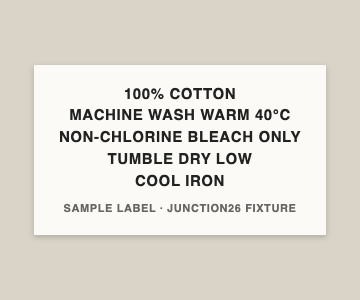 100% COTTON
MACHINE WASH WARM 40°C
NON-CHLORINE BLEACH ONLY
TUMBLE DRY LOW
COOL IRON
SAMPLE LABEL · JUNCTION26 FIXTURE